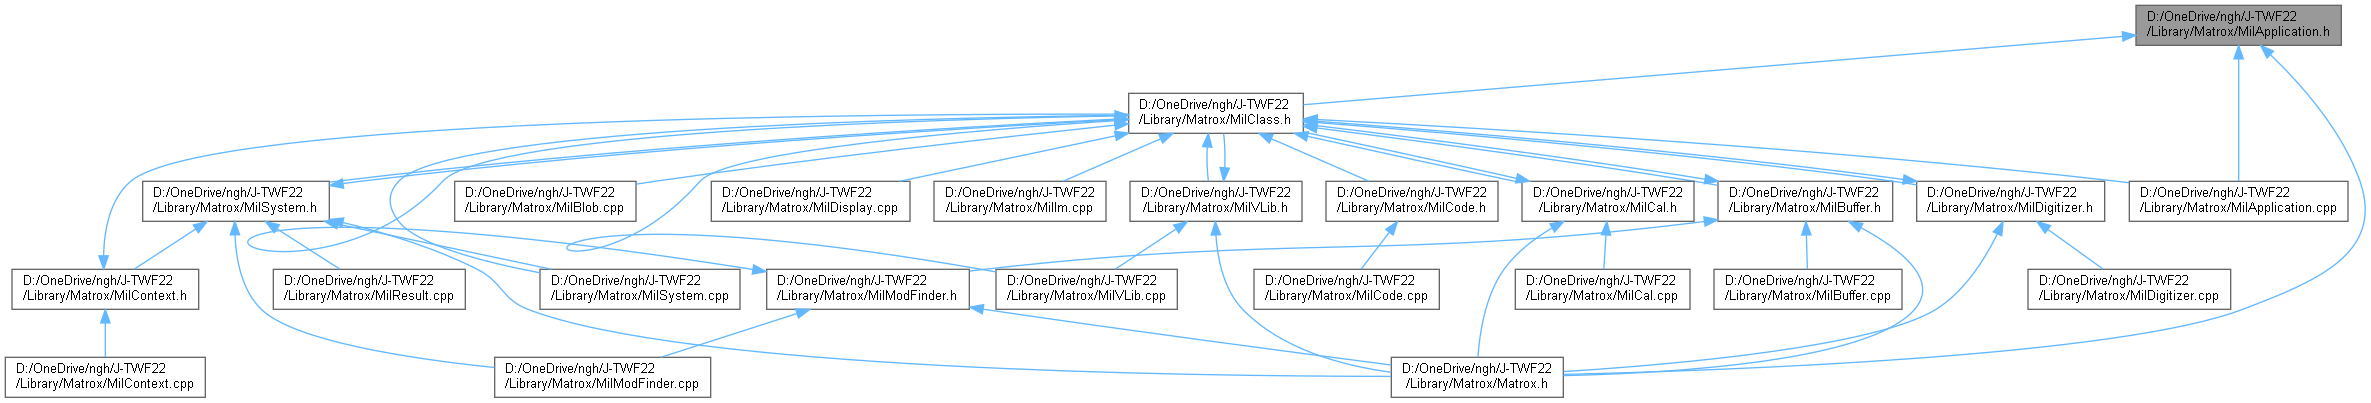 D:/OneDrive/ngh/J-TWF22
/Library/Matrox/MilApplication.h
D:/OneDrive/ngh/J-TWF22
/Library/Matrox/MilClass.h
D:/OneDrive/ngh/J-TWF22
/Library/Matrox/MilSystem.h
D:/OneDrive/ngh/J-TWF22
/Library/Matrox/MilBlob.cpp
D:/OneDrive/ngh/J-TWF22
/Library/Matrox/MilDisplay.cpp
D:/OneDrive/ngh/J-TWF22
/Library/Matrox/MilIm.cpp
D:/OneDrive/ngh/J-TWF22
/Library/Matrox/MilVLib.h
D:/OneDrive/ngh/J-TWF22
/Library/Matrox/MilCode.h
D:/OneDrive/ngh/J-TWF22
/Library/Matrox/MilCal.h
D:/OneDrive/ngh/J-TWF22
/Library/Matrox/MilBuffer.h
D:/OneDrive/ngh/J-TWF22
/Library/Matrox/MilDigitizer.h
D:/OneDrive/ngh/J-TWF22
/Library/Matrox/MilApplication.cpp
D:/OneDrive/ngh/J-TWF22
/Library/Matrox/MilContext.h
D:/OneDrive/ngh/J-TWF22
/Library/Matrox/MilResult.cpp
D:/OneDrive/ngh/J-TWF22
/Library/Matrox/MilSystem.cpp
D:/OneDrive/ngh/J-TWF22
/Library/Matrox/MilModFinder.h
D:/OneDrive/ngh/J-TWF22
/Library/Matrox/MilVLib.cpp
D:/OneDrive/ngh/J-TWF22
/Library/Matrox/MilCode.cpp
D:/OneDrive/ngh/J-TWF22
/Library/Matrox/MilCal.cpp
D:/OneDrive/ngh/J-TWF22
/Library/Matrox/MilBuffer.cpp
D:/OneDrive/ngh/J-TWF22
/Library/Matrox/MilDigitizer.cpp
D:/OneDrive/ngh/J-TWF22
/Library/Matrox/MilContext.cpp
D:/OneDrive/ngh/J-TWF22
/Library/Matrox/MilModFinder.cpp
D:/OneDrive/ngh/J-TWF22
/Library/Matrox/Matrox.h